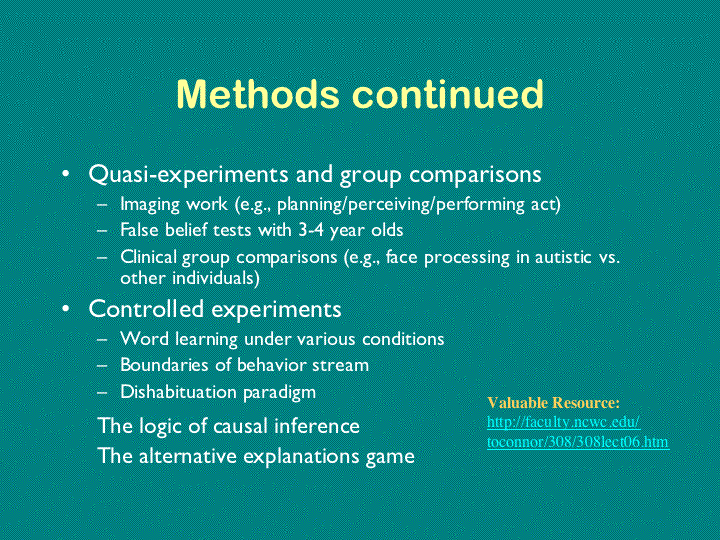 Methods continued
• Quasi-experiments and group comparisons
– Imaging work (e.g., planning/perceiving/performing act)
– False belief tests with 3-4 year olds
– Clinical group comparisons (e.g., face processing in autistic vs.
other individuals)
• Controlled experiments
– Word learning under various conditions
– Boundaries of behavior stream
– Dishabituation paradigm
The logic of causal inference
The alternative explanations game
Valuable Resource:
http://faculty.ncwc.edu/
toconnor/308/308lect06.htm